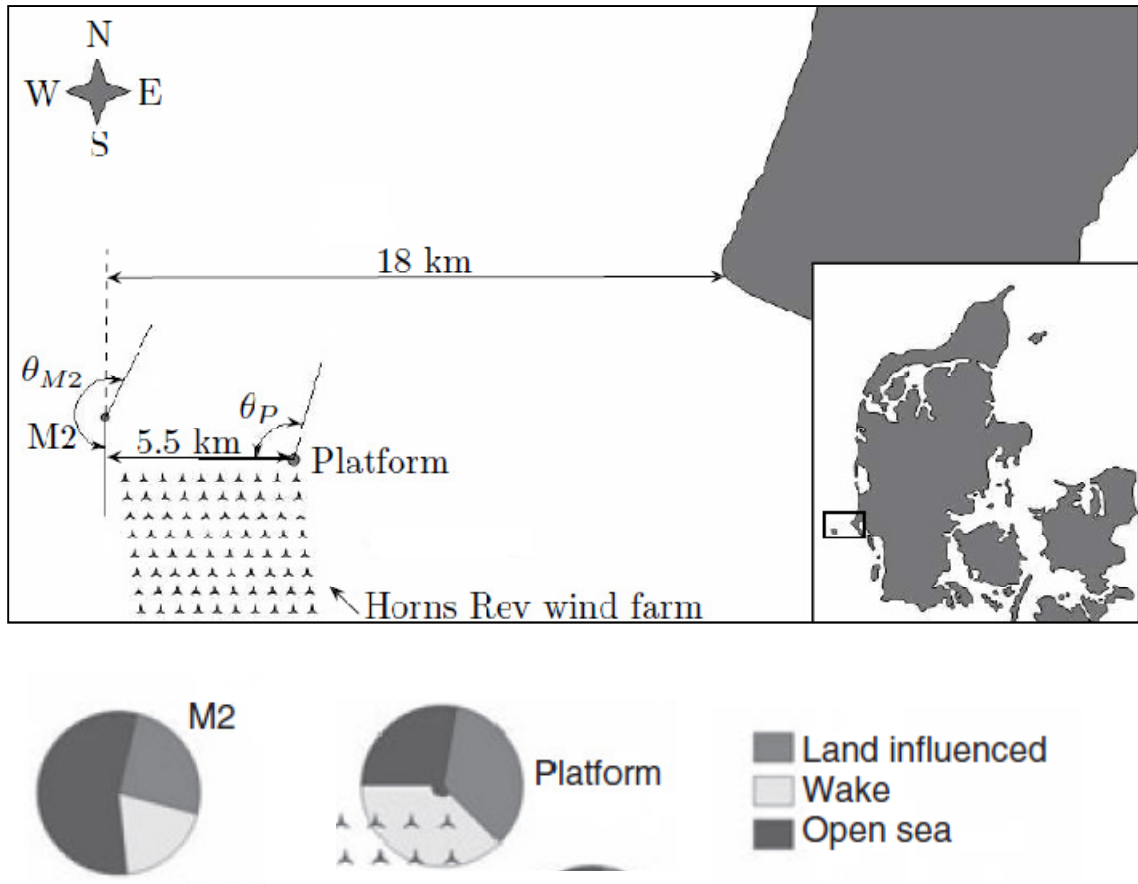 N
W E
S
18 km
θM2
θP
M2
5.5 km
Platform
Horns Rev wind farm
M2
Platform
Land influenced
Wake
Open sea